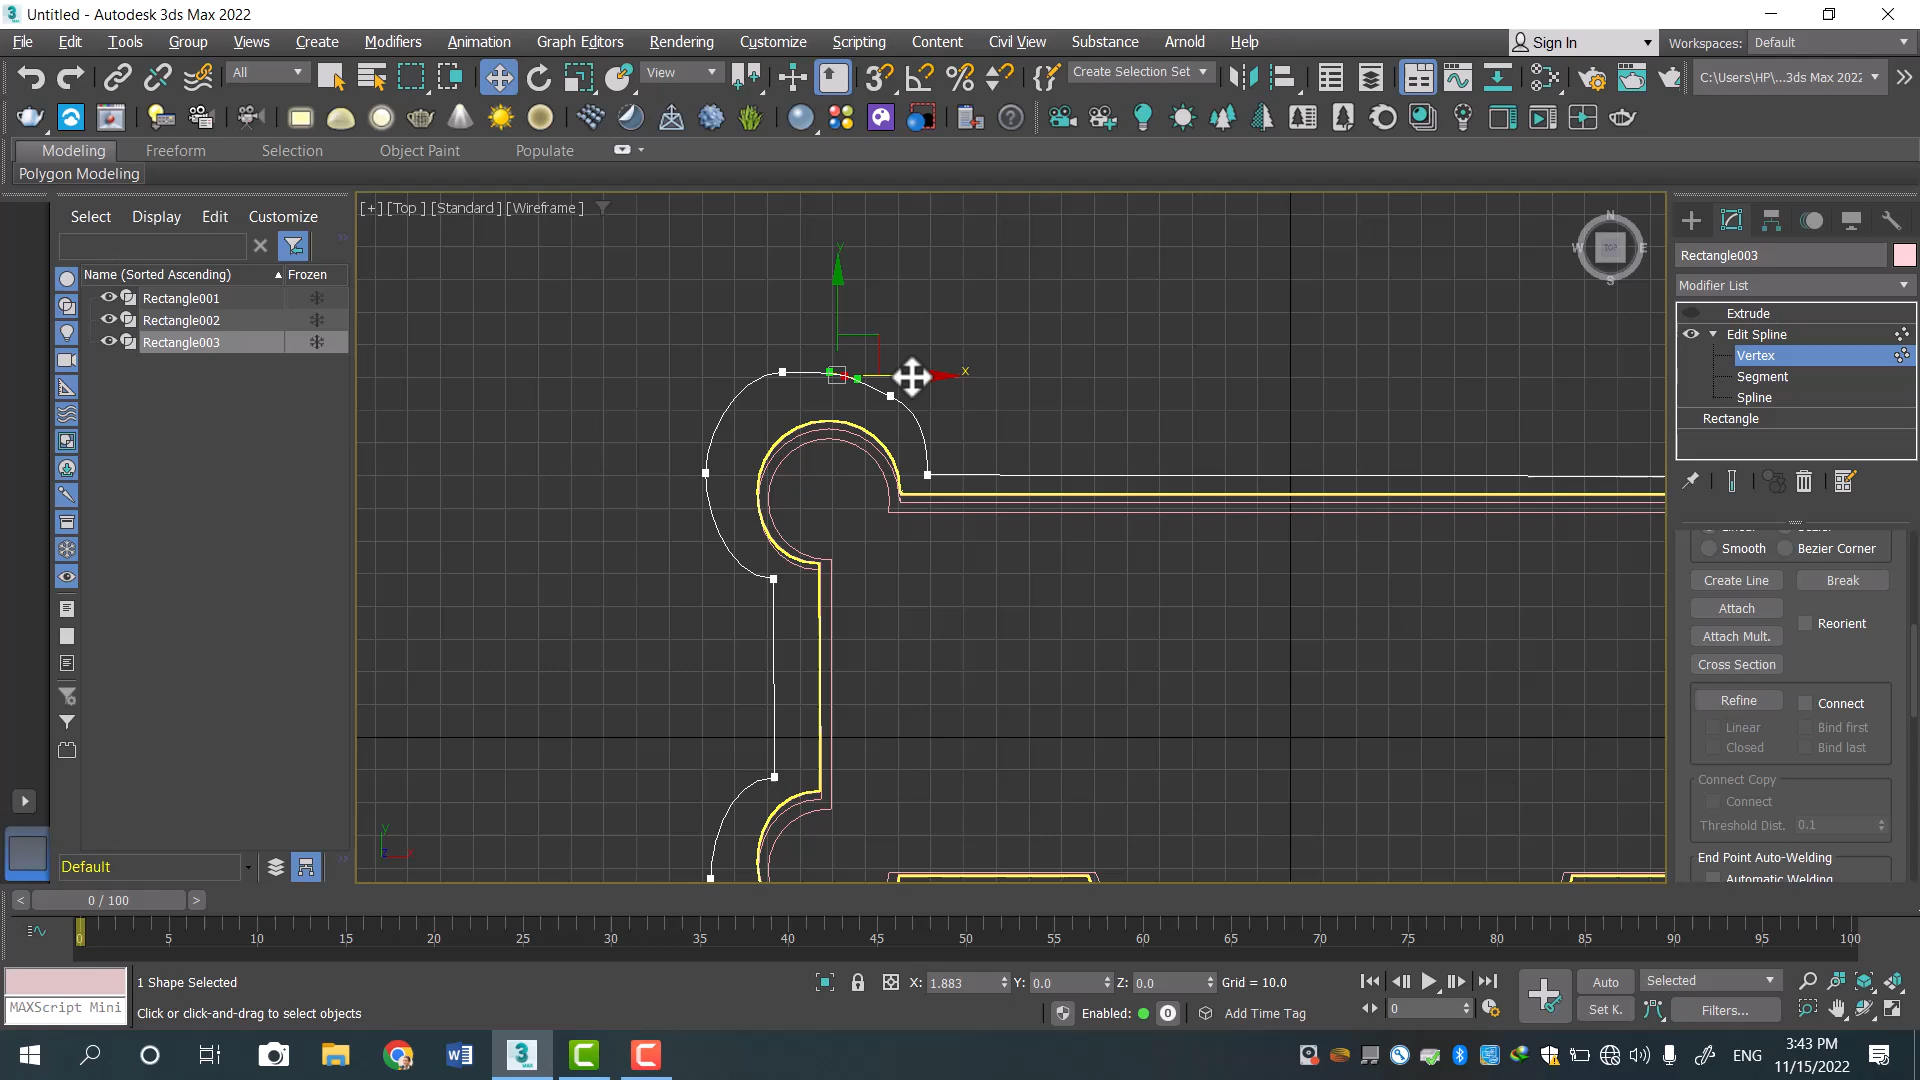 Untitled - Autodesk 3ds Max 2022
File Edit Tools Group Views Create Modifiers Animation Graph Editors Rendering Customize Scripting Content Civil View Substance Arnold Help Sign In Workspaces: Default
All View Create Selection Set C:\Users\HP\...3ds Max 2022
Modeling Freeform Selection Object Paint Populate
Polygon Modeling
Select Display Edit Customize
Name (Sorted Ascending) Frozen
Rectangle001
Rectangle002
Rectangle003
Default
[+] [Top ] [Standard ] [Wireframe ]
N
W TOP E
S
y
x
y
z
Rectangle003
Modifier List
Extrude
Edit Spline
Vertex
Segment
Spline
Rectangle
Smooth Bezier Corner
Create Line Break
Attach
Reorient
Attach Mult.
Cross Section
Refine Connect
Linear Bind first
Closed Bind last
Connect Copy
Connect
Threshold Dist. 0.1
End Point Auto-Welding
Automatic Welding
< 0 / 100 >
0 5 10 15 20 25 30 35 40 45 50 55 60 65 70 75 80 85 90 95 100
1 Shape Selected
X: 1.883 Y: 0.0 Z: 0.0 Grid = 10.0
Auto Selected
MAXScript Mini
Click or click-and-drag to select objects
Enabled: 0 Add Time Tag
0
Set K. Filters...
ENG
3:43 PM
11/15/2022